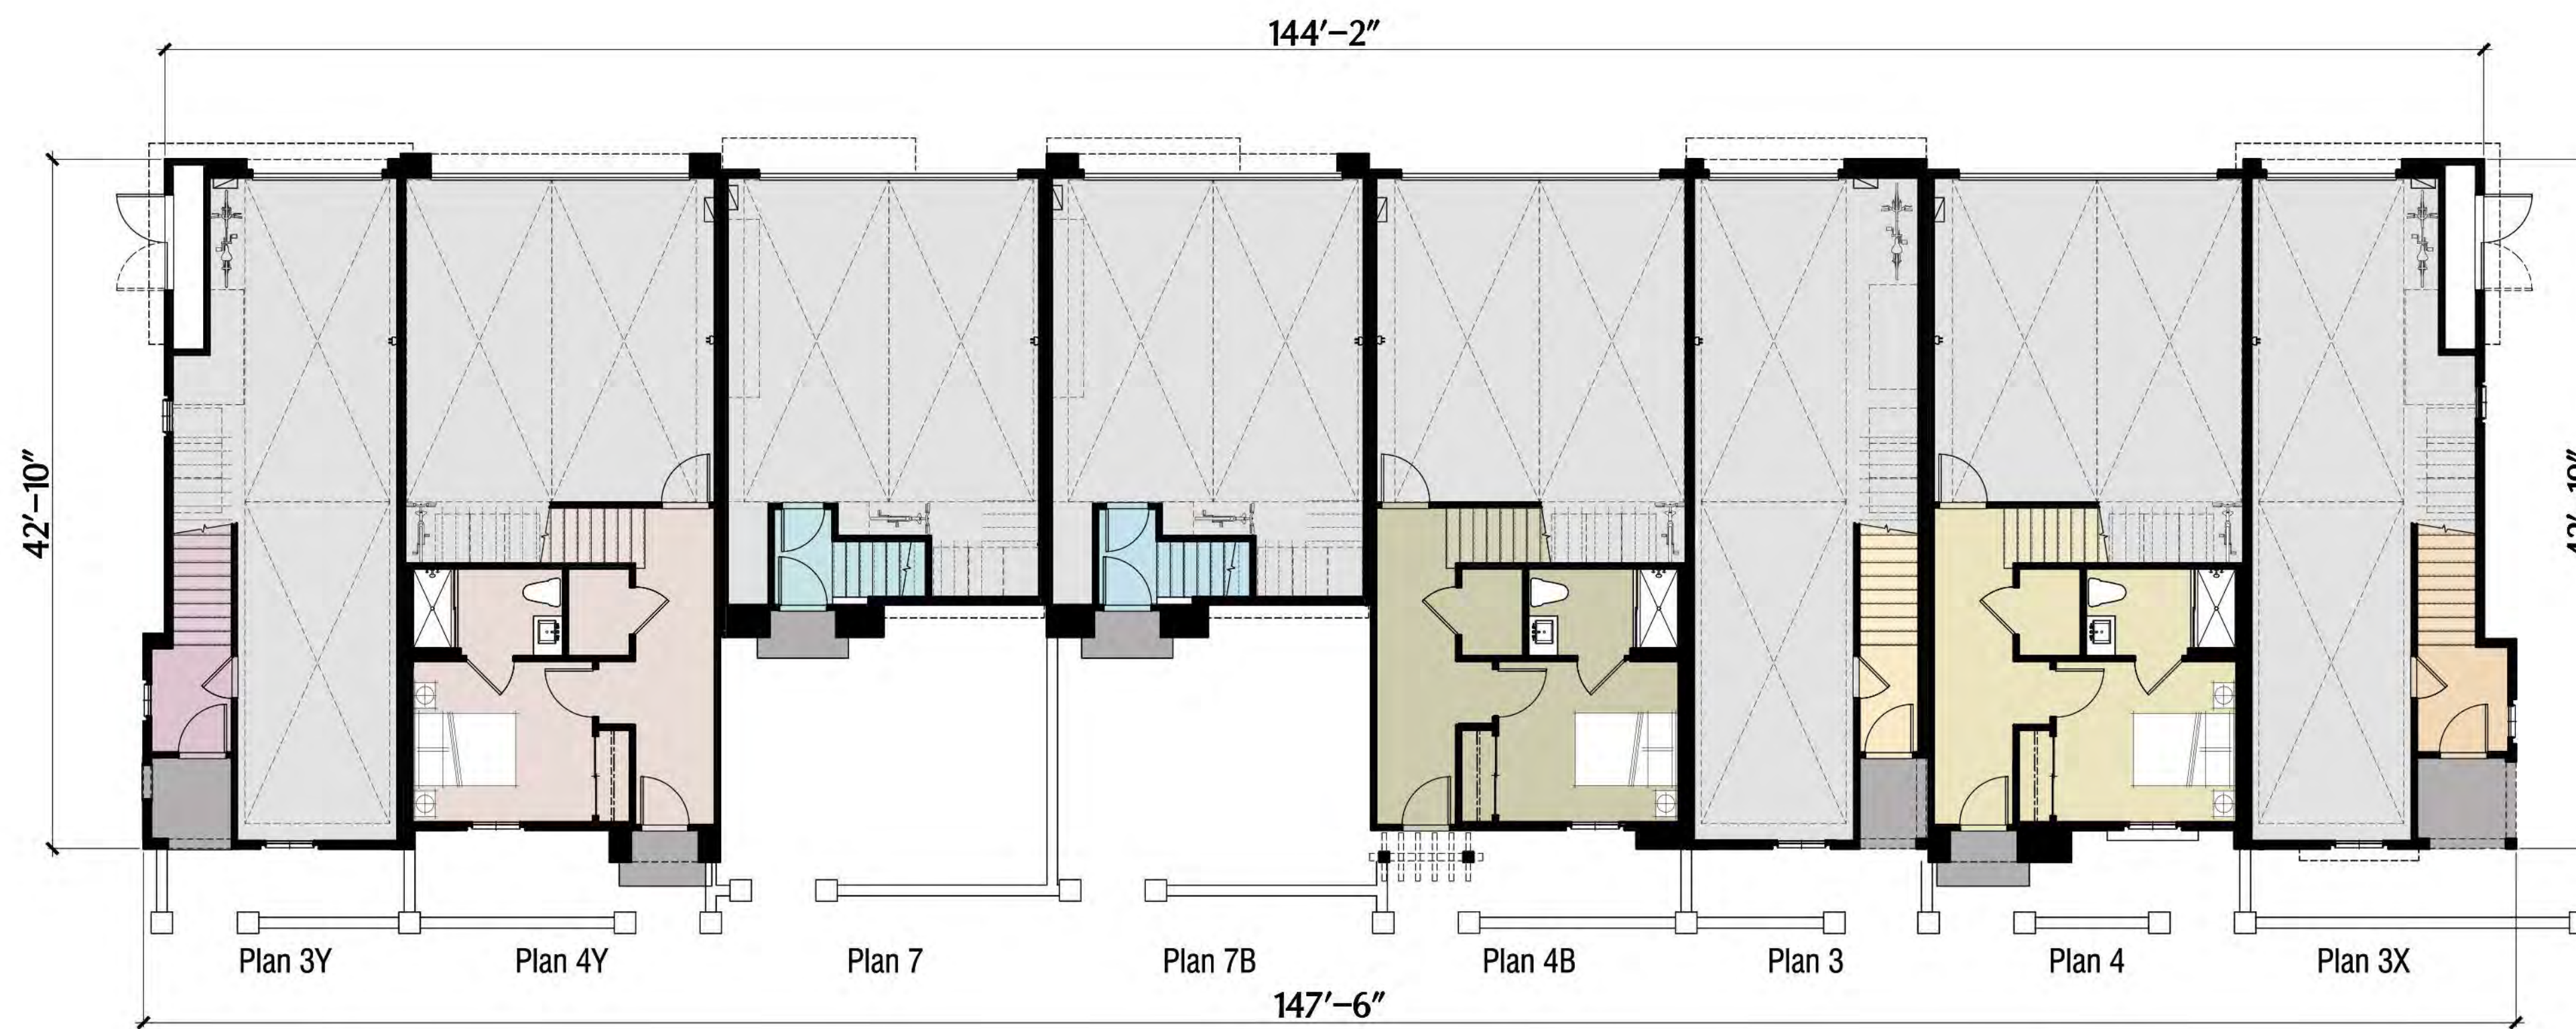 144′–2″
42′–10″
Plan 3Y
Plan 4Y
Plan 7
Plan 7B
Plan 4B
Plan 3
Plan 4
Plan 3X
147′–6″